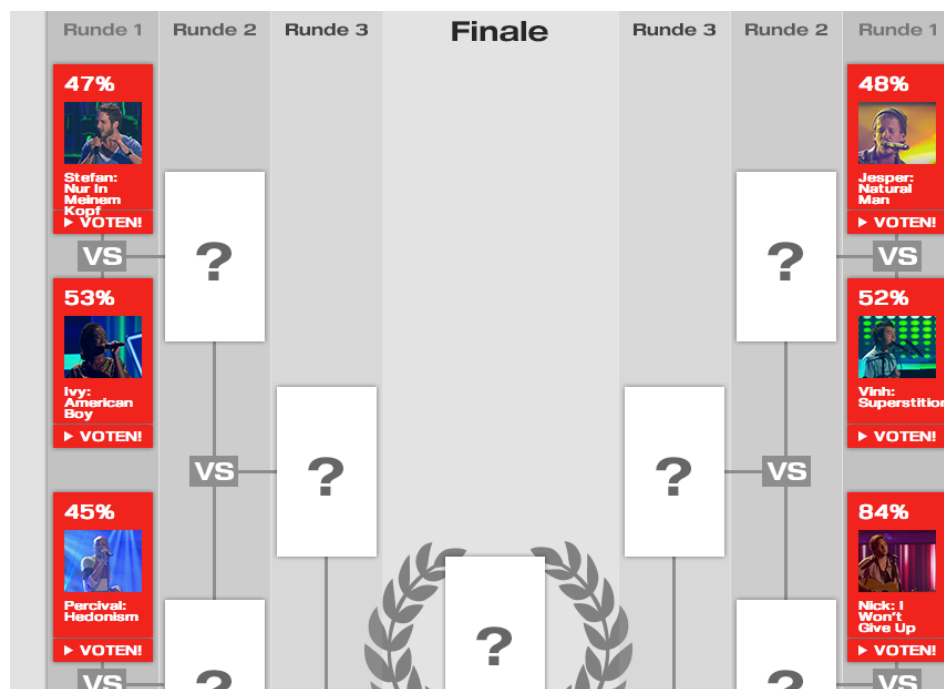 Runde 1
Runde 2
Runde 3
Finale
Runde 3
Runde 2
Runde 1
47%
Stefan:
Nur In
Meinem
Kopf
VOTEN!
VS
53%
Ivy:
American
Boy
VOTEN!
45%
Percival:
Hedonism
VOTEN!
VS
?
VS
?
?
?
?
?
VS
?
48%
Jesper:
Natural
Man
VOTEN!
VS
52%
Vinh:
Superstition
VOTEN!
84%
Nick: I
Won't
Give Up
VOTEN!
VS